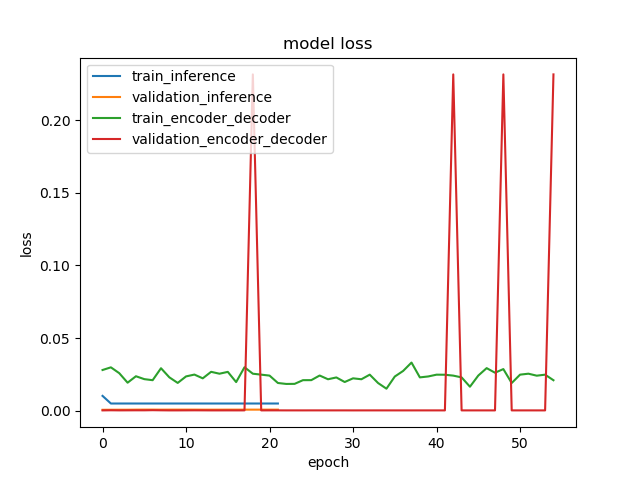 model loss
train_inference
validation_inference
train_encoder_decoder
validation_encoder_decoder
loss
0.20
0.15
0.10
0.05
0.00
0 10 20 30 40 50
epoch